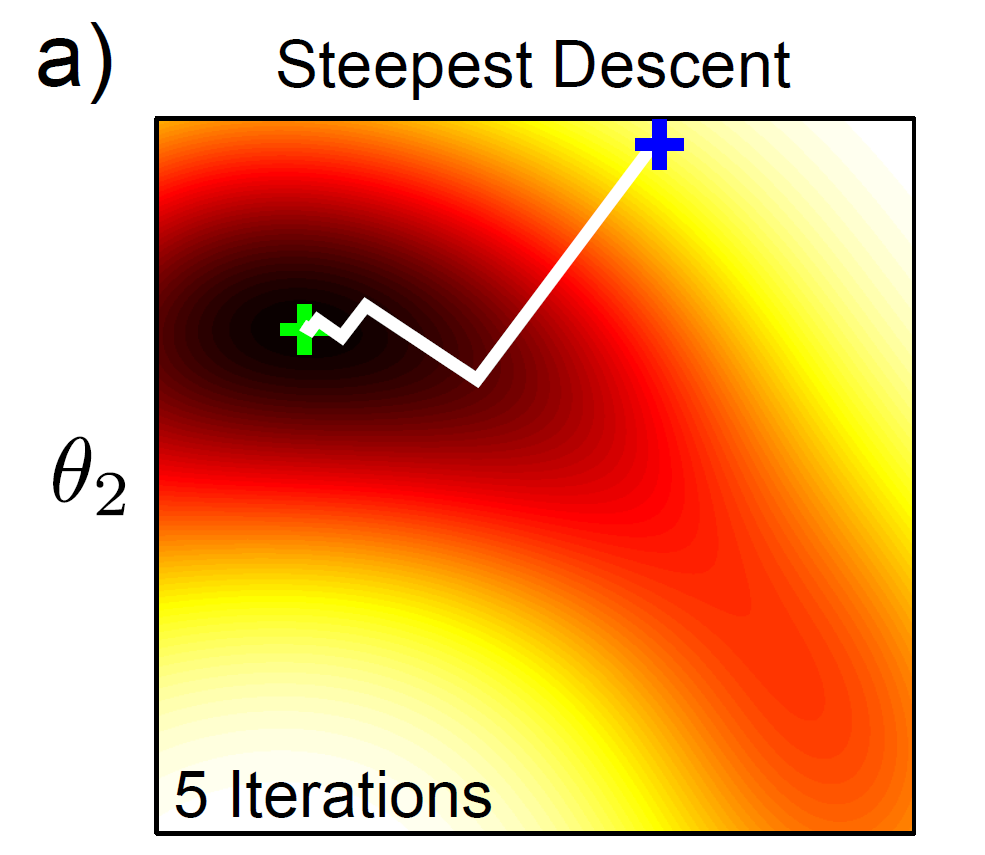 a)
Steepest Descent
θ₂
5 Iterations